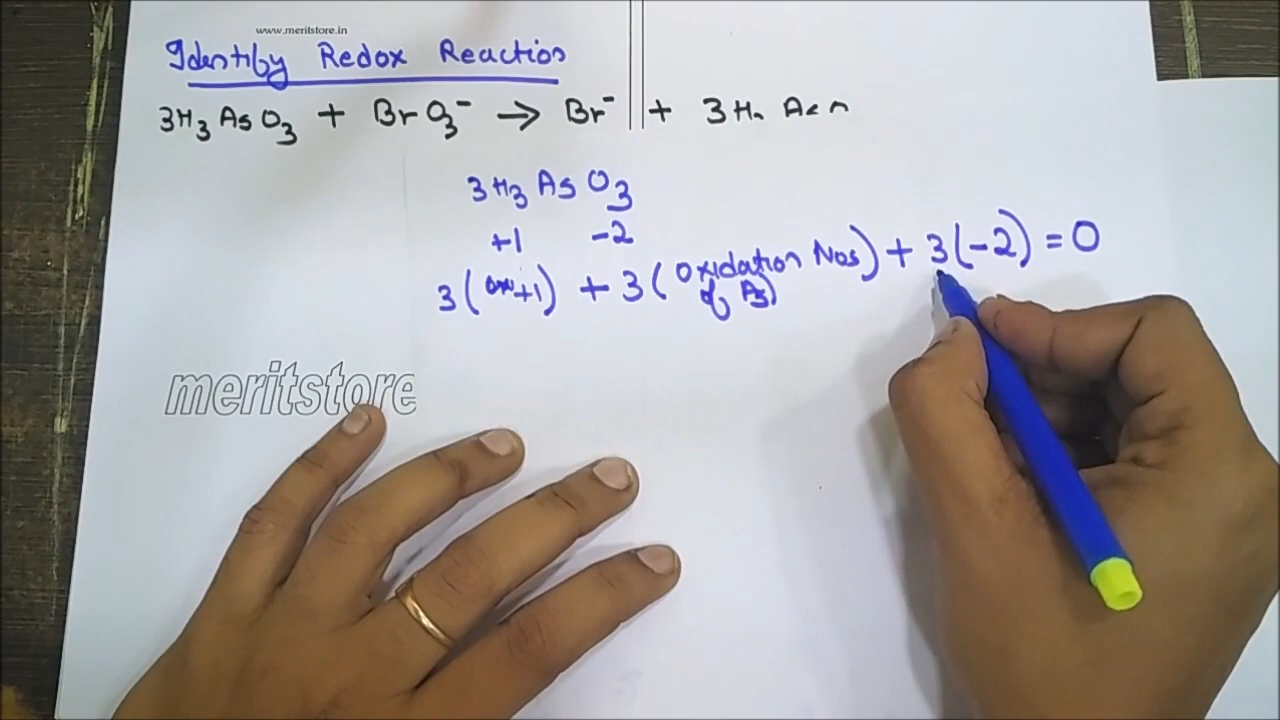 www.meritstore.in
Identify Redox Reaction
3H₃AsO₃ + BrO₃⁻ → Br⁻ + 3H
3H₃AsO₃
+1 -2
3(ox +1) + 3(Oxidation Nos) + 3(-2) = 0
of As)
meritstore